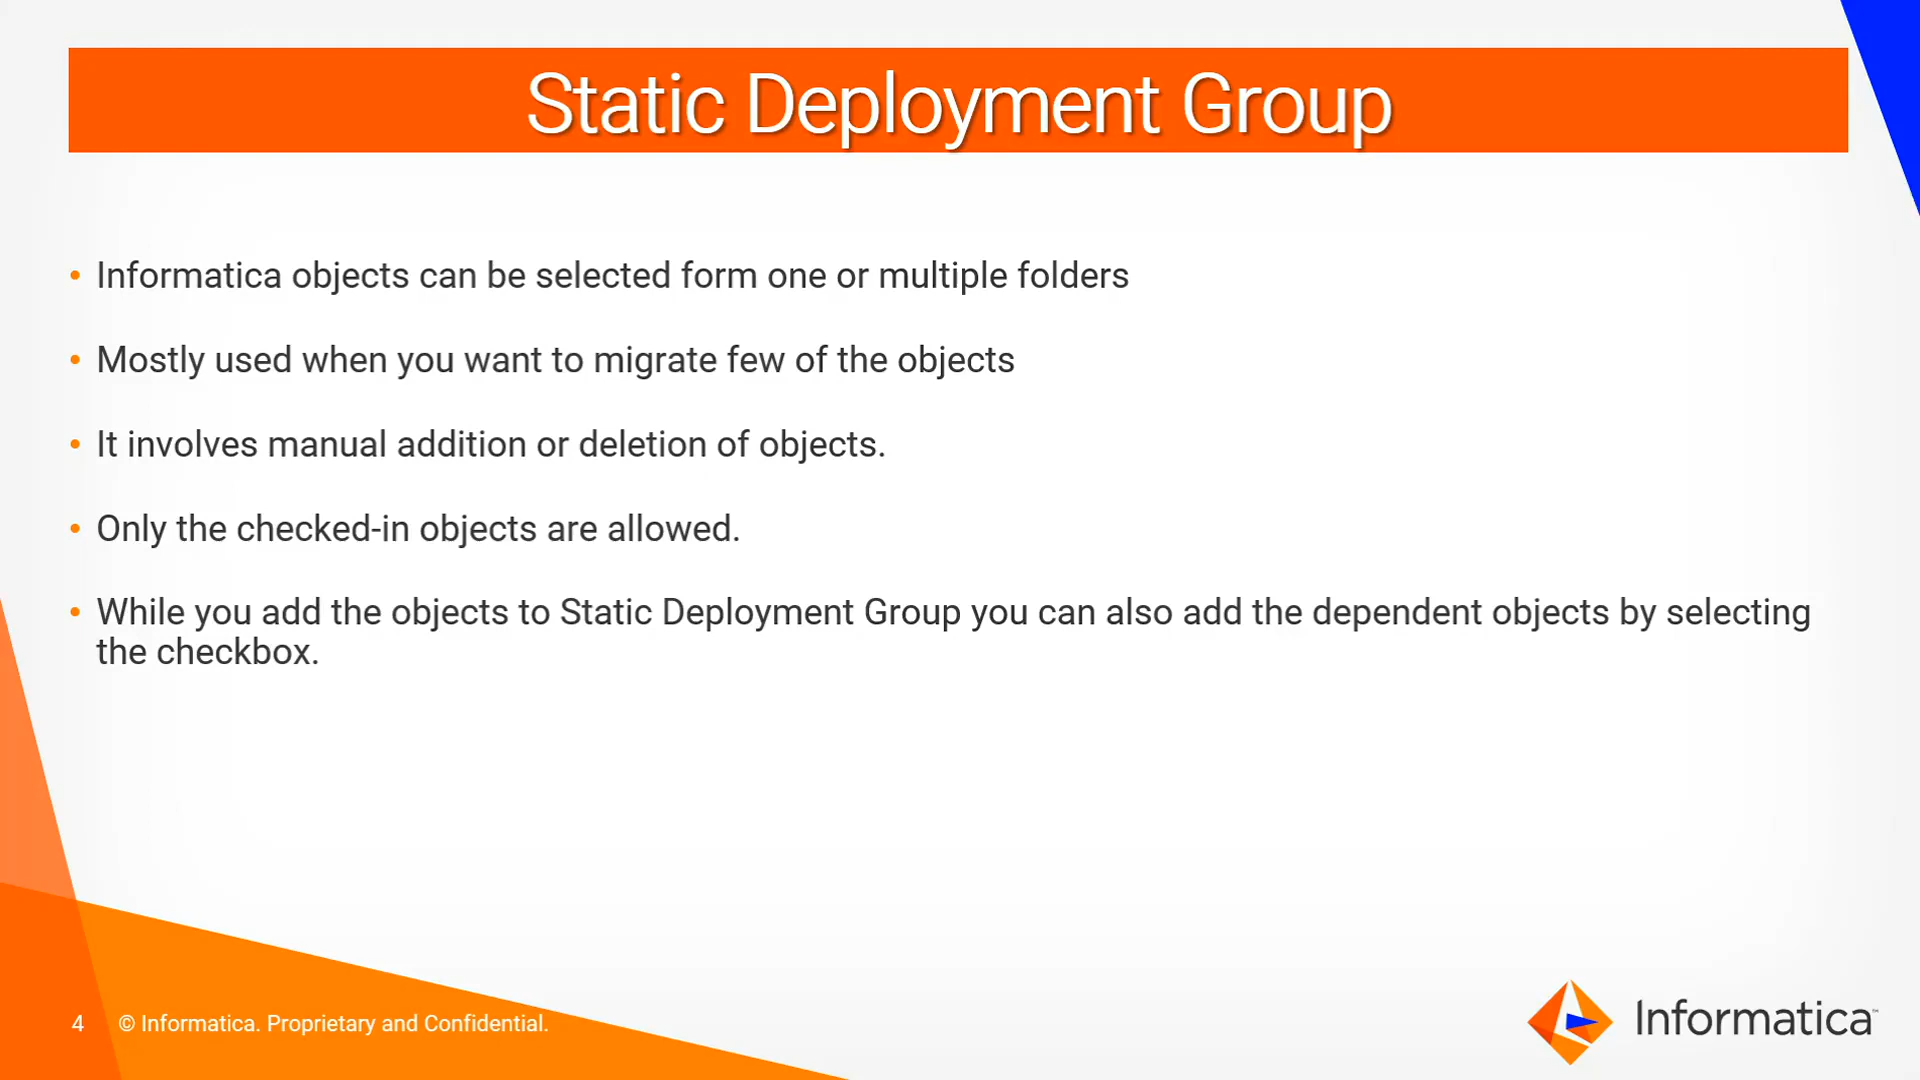 Static Deployment Group
• Informatica objects can be selected form one or multiple folders
• Mostly used when you want to migrate few of the objects
• It involves manual addition or deletion of objects.
• Only the checked-in objects are allowed.
• While you add the objects to Static Deployment Group you can also add the dependent objects by selecting
the checkbox.
4 © Informatica. Proprietary and Confidential.
Informatica™